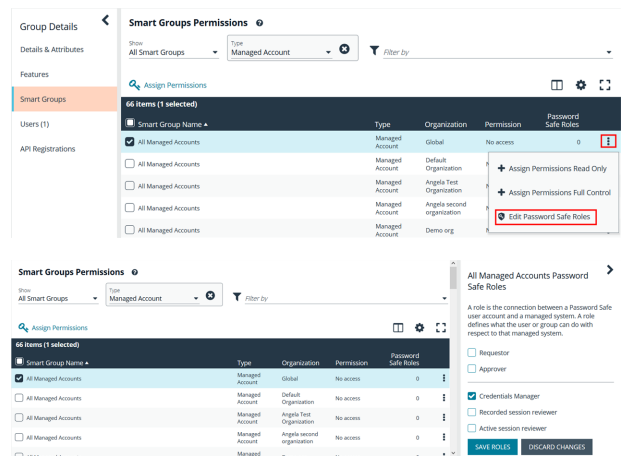 Group Details
Details & Attributes
Features
Smart Groups
Users (1)
API Registrations
Smart Groups Permissions
Show
All Smart Groups
Type
Managed Account
Filter by
Assign Permissions
66 items (1 selected)
Smart Group Name Type Organization Permission Password Safe Roles
All Managed Accounts Managed Account Global No access 0
All Managed Accounts Managed Account Default Organization
All Managed Accounts Managed Account Angela Test Organization
All Managed Accounts Managed Account Angela second organization
All Managed Accounts Managed Account Demo org
Assign Permissions Read Only
Assign Permissions Full Control
Edit Password Safe Roles
Smart Groups Permissions
Show
All Smart Groups
Type
Managed Account
Filter by
Assign Permissions
66 items (1 selected)
Smart Group Name Type Organization Permission Password Safe Roles
All Managed Accounts Managed Account Global No access 0
All Managed Accounts Managed Account Default Organization No access 0
All Managed Accounts Managed Account Angela Test Organization No access 0
All Managed Accounts Managed Account Angela second organization No access 0
Managed
All Managed Accounts Password
Safe Roles
A role is the connection between a Password Safe
user account and a managed system. A role
defines what the user or group can do with
respect to that managed system.
Requestor
Approver
Credentials Manager
Recorded session reviewer
Active session reviewer
SAVE ROLES DISCARD CHANGES